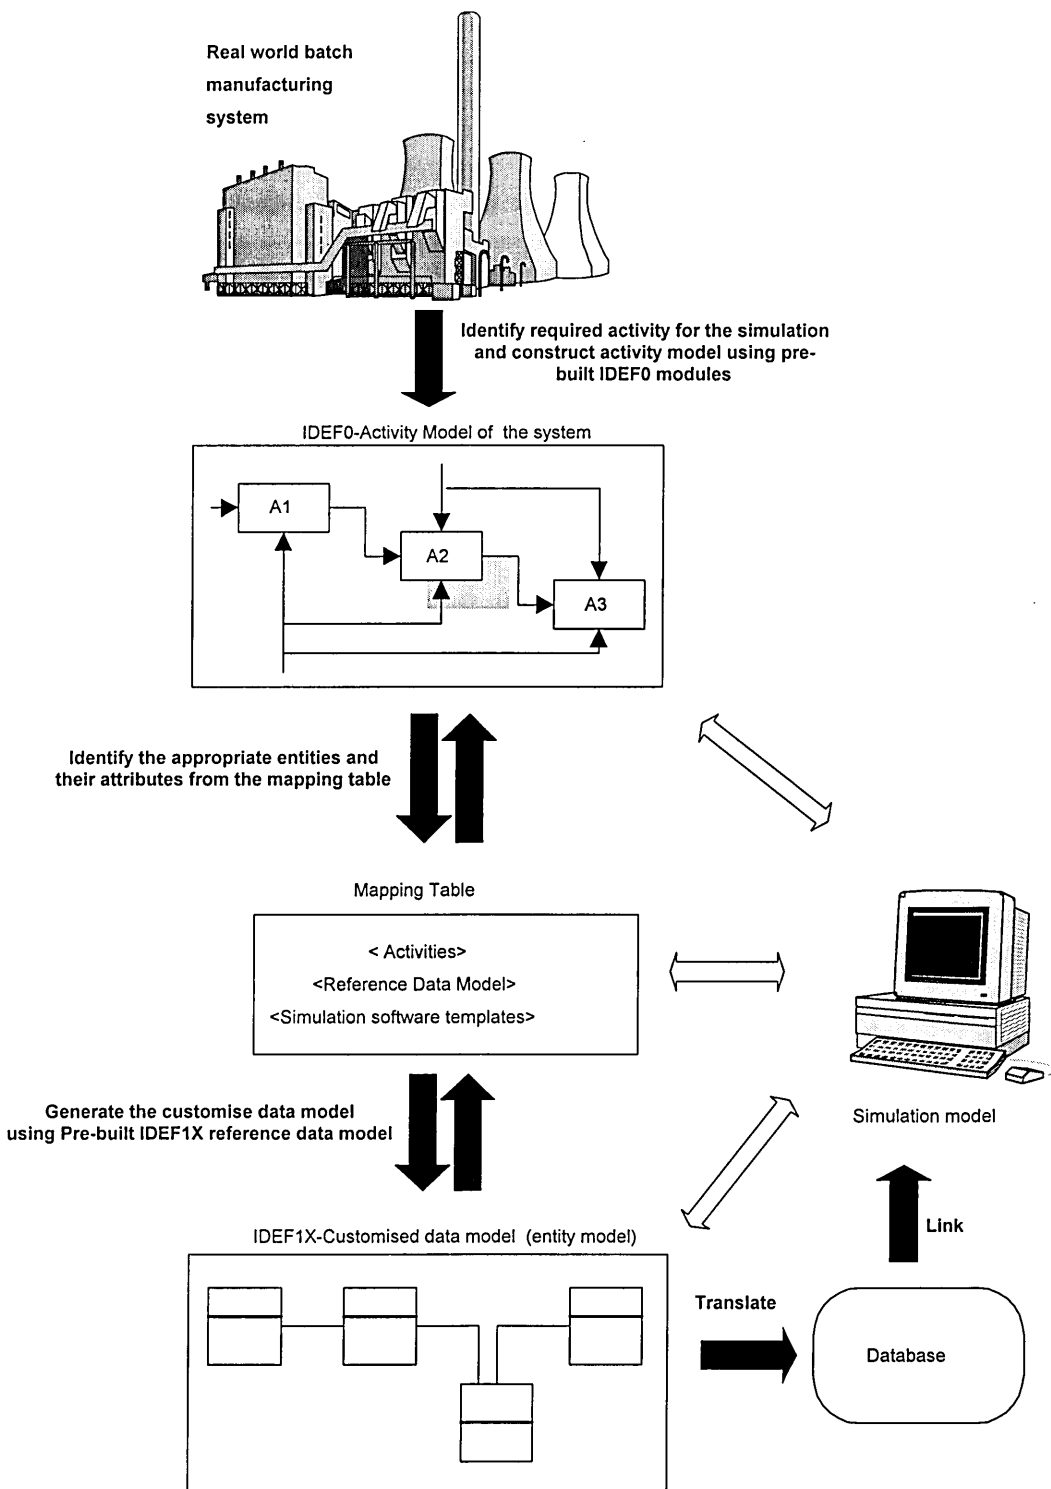 Real world batch
manufacturing
system
Identify required activity for the simulation
and construct activity model using pre-
built IDEF0 modules
IDEF0-Activity Model of the system
A1
A2
A3
Identify the appropriate entities and
their attributes from the mapping table
Mapping Table
< Activities>
<Reference Data Model>
<Simulation software templates>
Simulation model
Generate the customise data model
using Pre-built IDEF1X reference data model
Link
IDEF1X-Customised data model (entity model)
Translate
Database